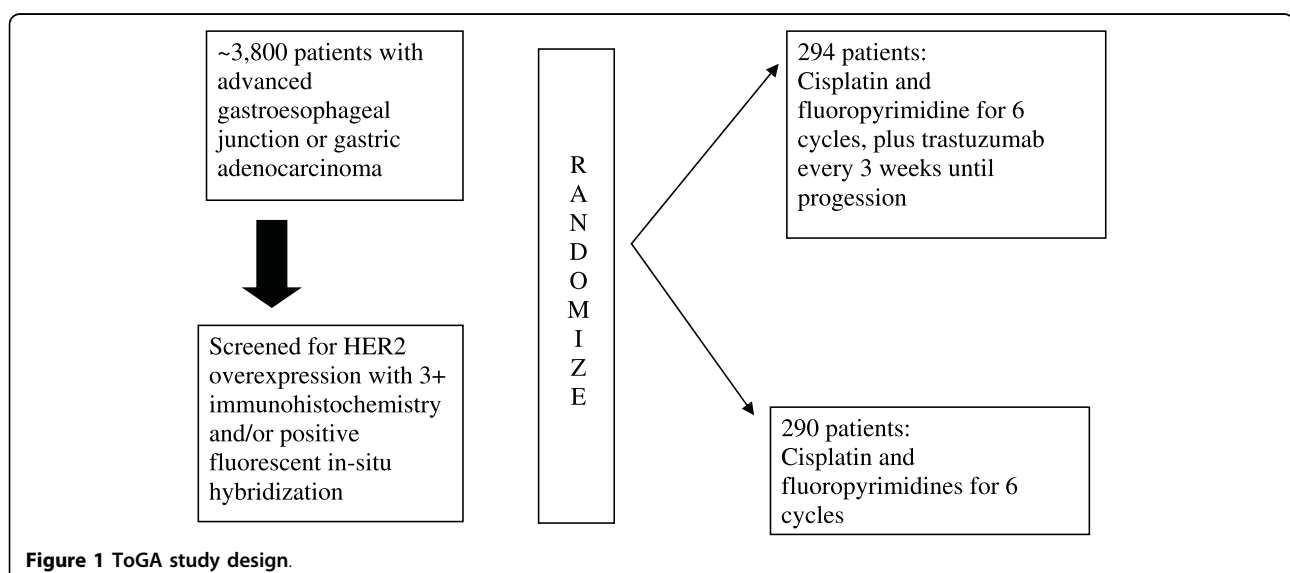 ~3,800 patients with
advanced
gastroesophageal
junction or gastric
adenocarcinoma
Screened for HER2
overexpression with 3+
immunohistochemistry
and/or positive
fluorescent in-situ
hybridization
R
A
N
D
O
M
I
Z
E
294 patients:
Cisplatin and
fluoropyrimidine for 6
cycles, plus trastuzumab
every 3 weeks until
progession
290 patients:
Cisplatin and
fluoropyrimidines for 6
cycles
Figure 1 ToGA study design.